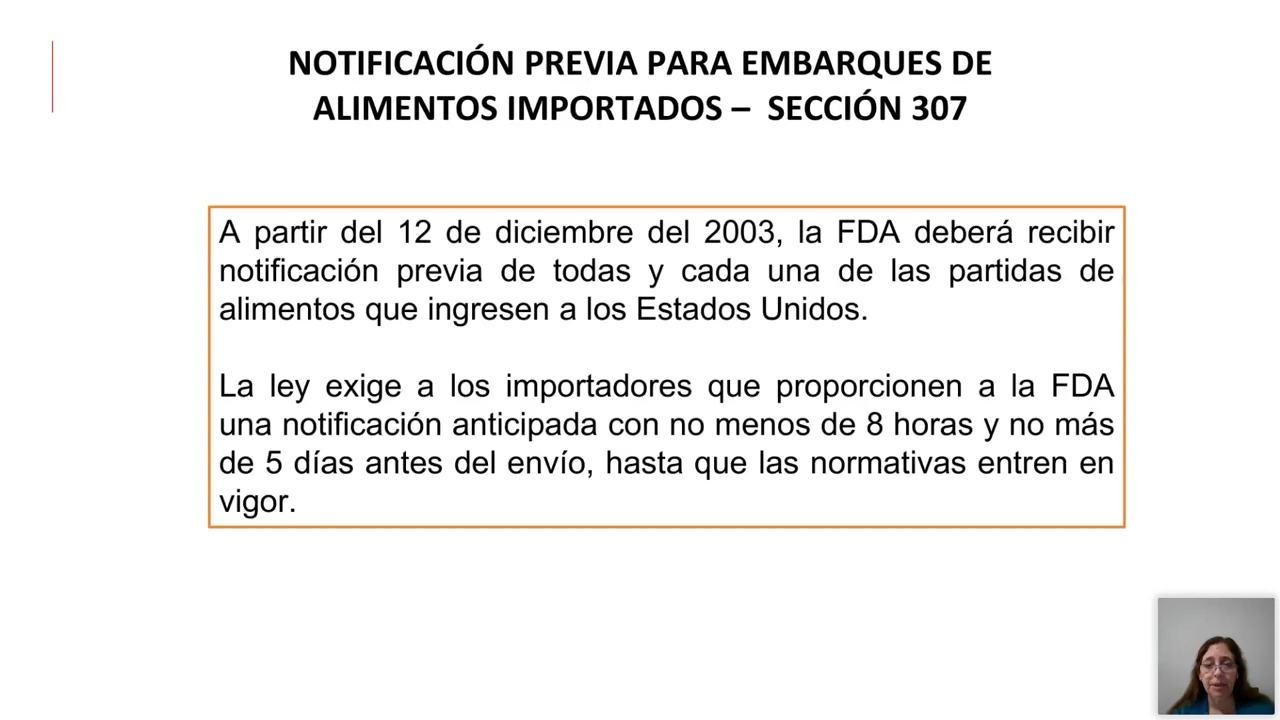 NOTIFICACIÓN PREVIA PARA EMBARQUES DE
ALIMENTOS IMPORTADOS – SECCIÓN 307
A partir del 12 de diciembre del 2003, la FDA deberá recibir
notificación previa de todas y cada una de las partidas de
alimentos que ingresen a los Estados Unidos.
La ley exige a los importadores que proporcionen a la FDA
una notificación anticipada con no menos de 8 horas y no más
de 5 días antes del envío, hasta que las normativas entren en
vigor.